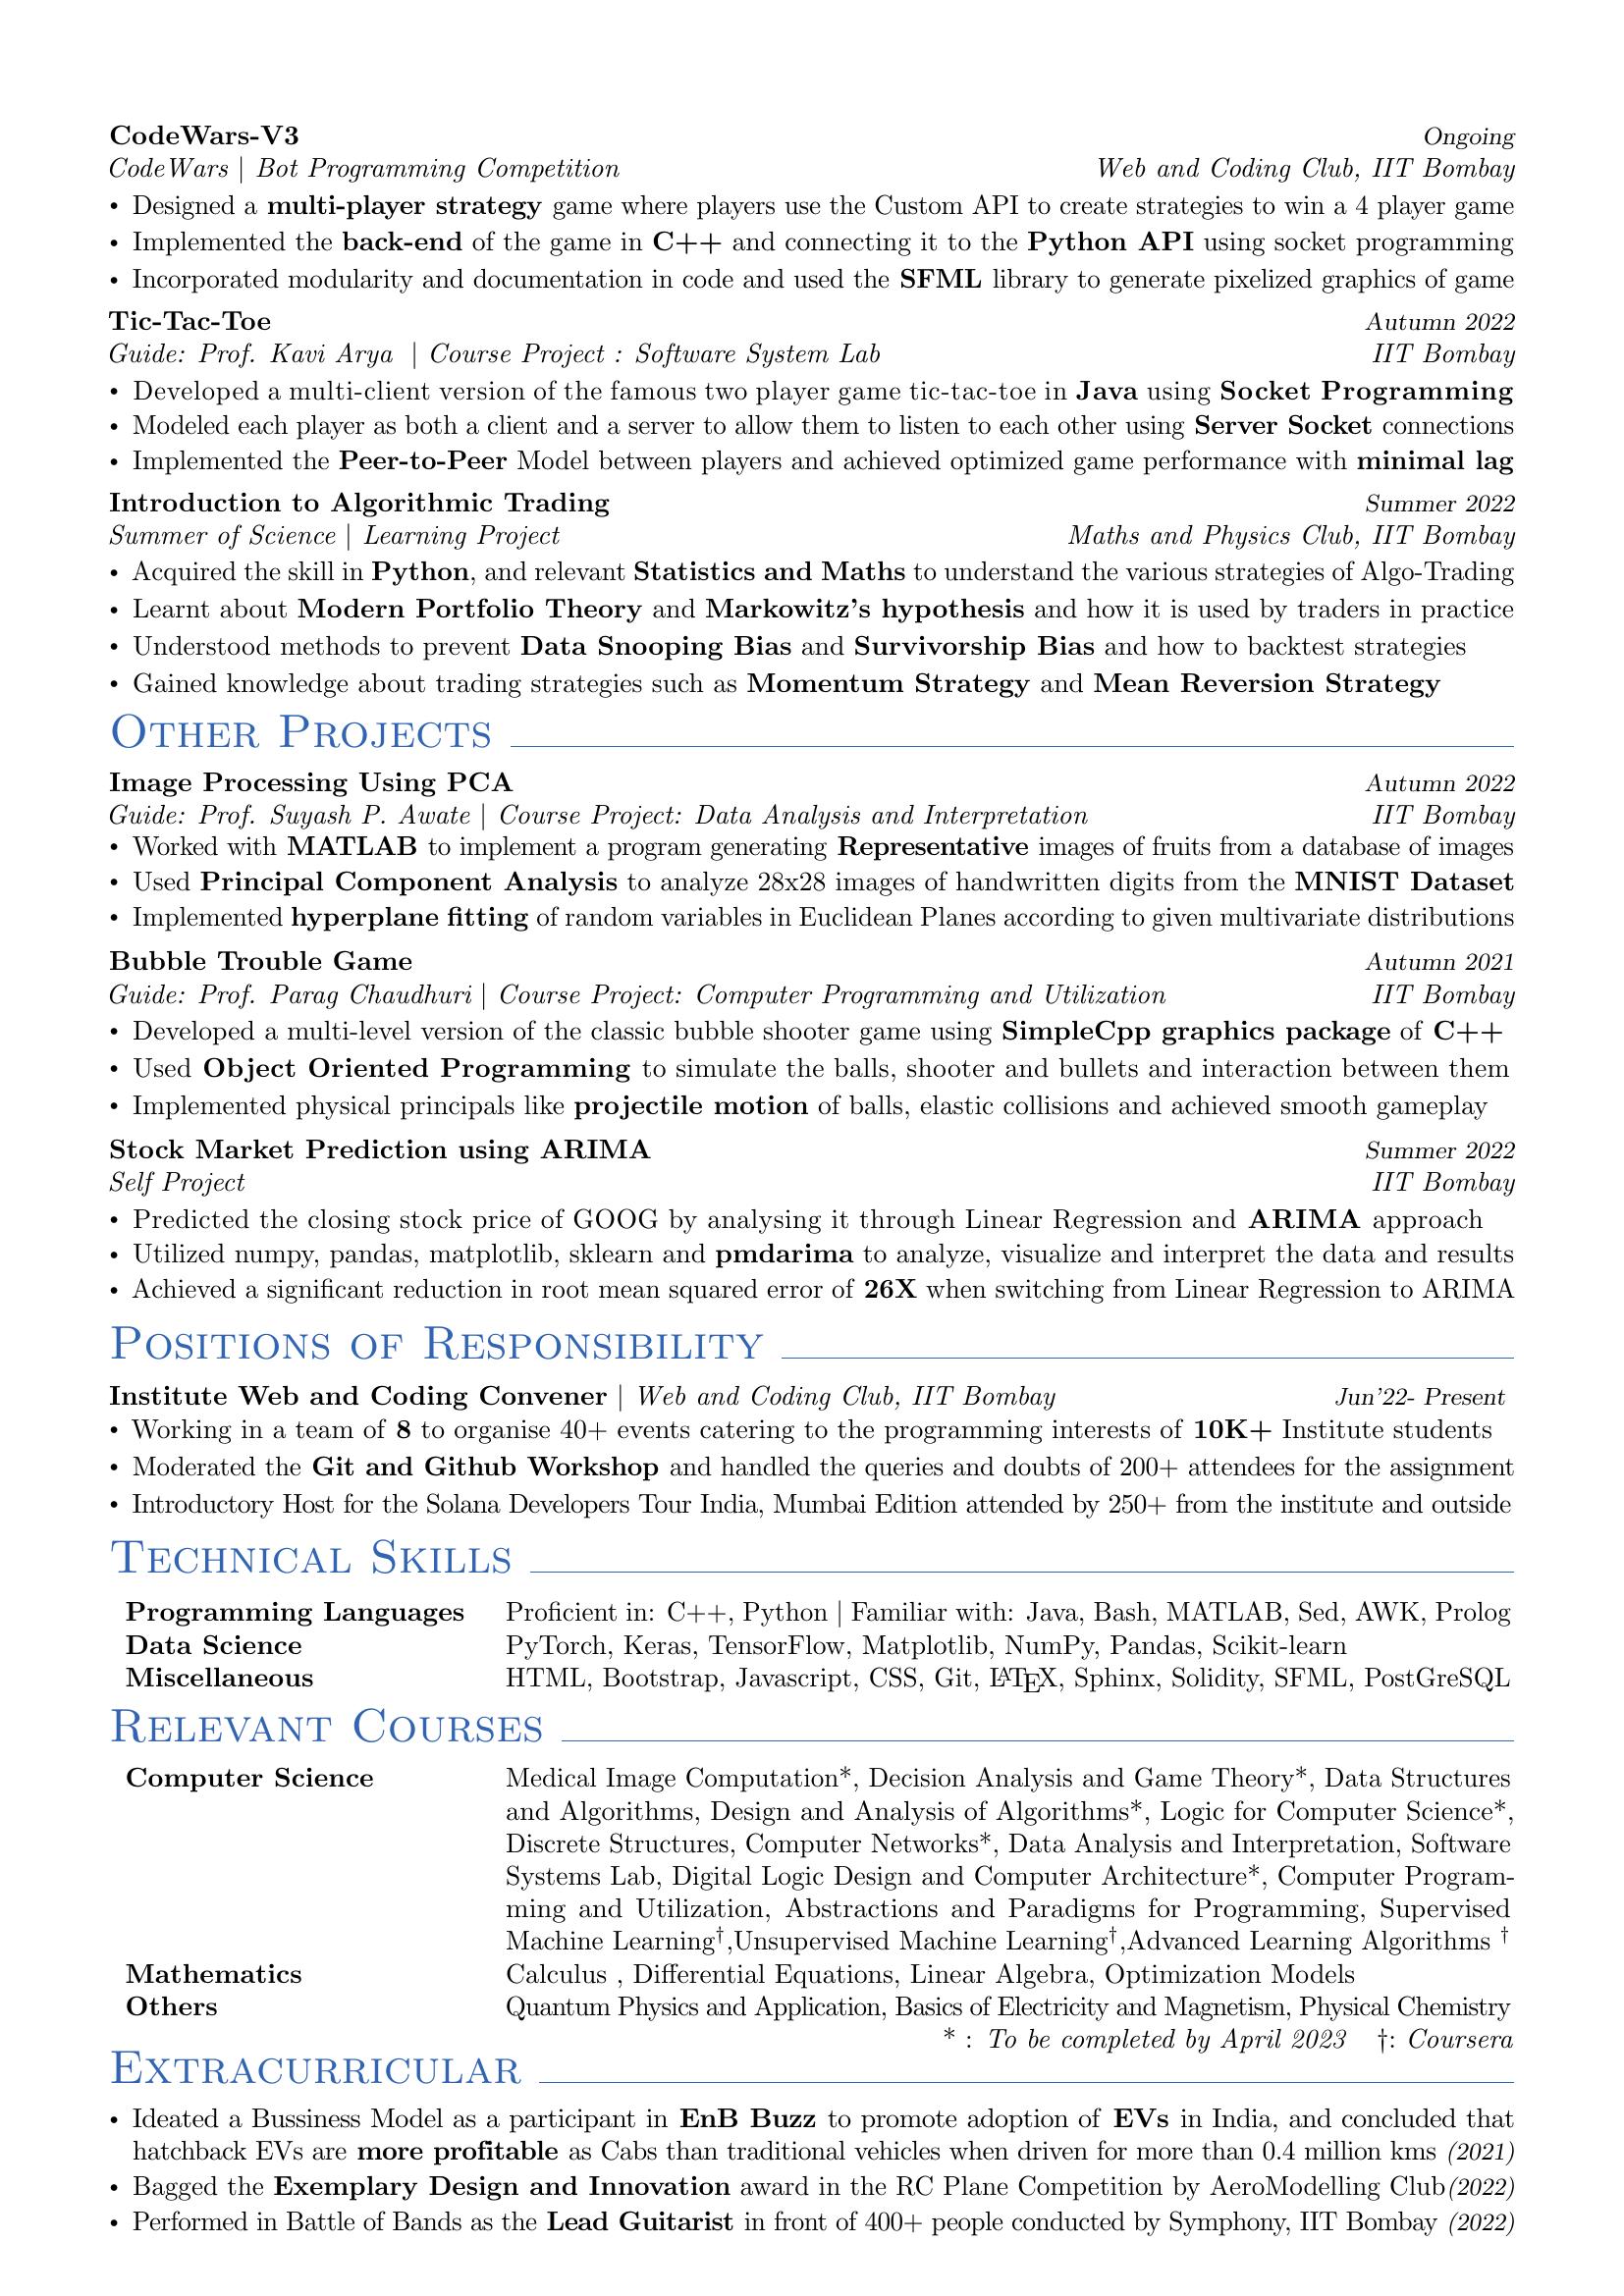 CodeWars-V3 Ongoing
CodeWars | Bot Programming Competition Web and Coding Club, IIT Bombay
• Designed a multi-player strategy game where players use the Custom API to create strategies to win a 4 player game
• Implemented the back-end of the game in C++ and connecting it to the Python API using socket programming
• Incorporated modularity and documentation in code and used the SFML library to generate pixelized graphics of game
Tic-Tac-Toe Autumn 2022
Guide: Prof. Kavi Arya | Course Project : Software System Lab IIT Bombay
• Developed a multi-client version of the famous two player game tic-tac-toe in Java using Socket Programming
• Modeled each player as both a client and a server to allow them to listen to each other using Server Socket connections
• Implemented the Peer-to-Peer Model between players and achieved optimized game performance with minimal lag
Introduction to Algorithmic Trading Summer 2022
Summer of Science | Learning Project Maths and Physics Club, IIT Bombay
• Acquired the skill in Python, and relevant Statistics and Maths to understand the various strategies of Algo-Trading
• Learnt about Modern Portfolio Theory and Markowitz's hypothesis and how it is used by traders in practice
• Understood methods to prevent Data Snooping Bias and Survivorship Bias and how to backtest strategies
• Gained knowledge about trading strategies such as Momentum Strategy and Mean Reversion Strategy
Other Projects
Image Processing Using PCA Autumn 2022
Guide: Prof. Suyash P. Awate | Course Project: Data Analysis and Interpretation IIT Bombay
• Worked with MATLAB to implement a program generating Representative images of fruits from a database of images
• Used Principal Component Analysis to analyze 28x28 images of handwritten digits from the MNIST Dataset
• Implemented hyperplane fitting of random variables in Euclidean Planes according to given multivariate distributions
Bubble Trouble Game Autumn 2021
Guide: Prof. Parag Chaudhuri | Course Project: Computer Programming and Utilization IIT Bombay
• Developed a multi-level version of the classic bubble shooter game using SimpleCpp graphics package of C++
• Used Object Oriented Programming to simulate the balls, shooter and bullets and interaction between them
• Implemented physical principals like projectile motion of balls, elastic collisions and achieved smooth gameplay
Stock Market Prediction using ARIMA Summer 2022
Self Project IIT Bombay
• Predicted the closing stock price of GOOG by analysing it through Linear Regression and ARIMA approach
• Utilized numpy, pandas, matplotlib, sklearn and pmdarima to analyze, visualize and interpret the data and results
• Achieved a significant reduction in root mean squared error of 26X when switching from Linear Regression to ARIMA
Positions of Responsibility
Institute Web and Coding Convener | Web and Coding Club, IIT Bombay Jun'22- Present
• Working in a team of 8 to organise 40+ events catering to the programming interests of 10K+ Institute students
• Moderated the Git and Github Workshop and handled the queries and doubts of 200+ attendees for the assignment
• Introductory Host for the Solana Developers Tour India, Mumbai Edition attended by 250+ from the institute and outside
Technical Skills
Programming Languages Proficient in: C++, Python | Familiar with: Java, Bash, MATLAB, Sed, AWK, Prolog
Data Science PyTorch, Keras, TensorFlow, Matplotlib, NumPy, Pandas, Scikit-learn
Miscellaneous HTML, Bootstrap, Javascript, CSS, Git, LATEX, Sphinx, Solidity, SFML, PostGreSQL
Relevant Courses
Computer Science Medical Image Computation*, Decision Analysis and Game Theory*, Data Structures
and Algorithms, Design and Analysis of Algorithms*, Logic for Computer Science*,
Discrete Structures, Computer Networks*, Data Analysis and Interpretation, Software
Systems Lab, Digital Logic Design and Computer Architecture*, Computer Program-
ming and Utilization, Abstractions and Paradigms for Programming, Supervised
Machine Learning†,Unsupervised Machine Learning†,Advanced Learning Algorithms †
Mathematics Calculus , Differential Equations, Linear Algebra, Optimization Models
Others Quantum Physics and Application, Basics of Electricity and Magnetism, Physical Chemistry
* : To be completed by April 2023 †: Coursera
Extracurricular
• Ideated a Bussiness Model as a participant in EnB Buzz to promote adoption of EVs in India, and concluded that
hatchback EVs are more profitable as Cabs than traditional vehicles when driven for more than 0.4 million kms (2021)
• Bagged the Exemplary Design and Innovation award in the RC Plane Competition by AeroModelling Club(2022)
• Performed in Battle of Bands as the Lead Guitarist in front of 400+ people conducted by Symphony, IIT Bombay (2022)